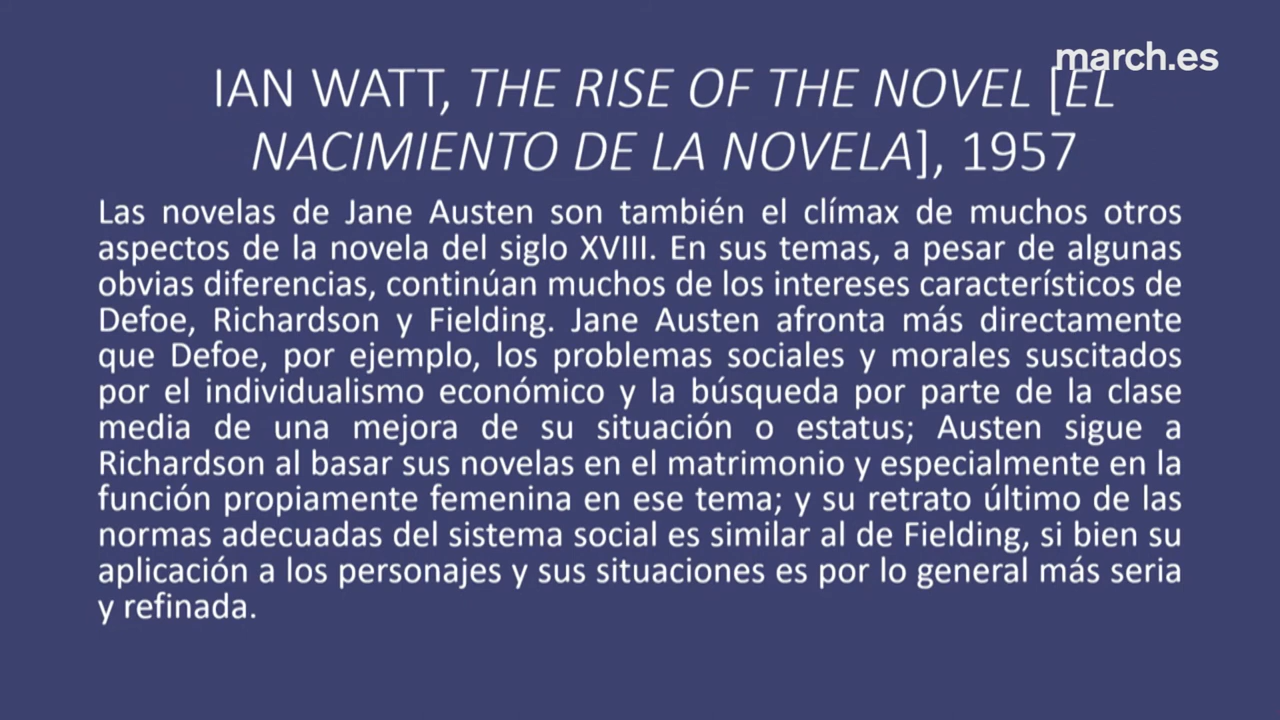 march.es
IAN WATT, THE RISE OF THE NOVEL [EL
NACIMIENTO DE LA NOVELA], 1957
Las novelas de Jane Austen son también el clímax de muchos otros
aspectos de la novela del siglo XVIII. En sus temas, a pesar de algunas
obvias diferencias, continúan muchos de los intereses característicos de
Defoe, Richardson y Fielding. Jane Austen afronta más directamente
que Defoe, por ejemplo, los problemas sociales y morales suscitados
por el individualismo económico y la búsqueda por parte de la clase
media de una mejora de su situación o estatus; Austen sigue a
Richardson al basar sus novelas en el matrimonio y especialmente en la
función propiamente femenina en ese tema; y su retrato último de las
normas adecuadas del sistema social es similar al de Fielding, si bien su
aplicación a los personajes y sus situaciones es por lo general más seria
y refinada.